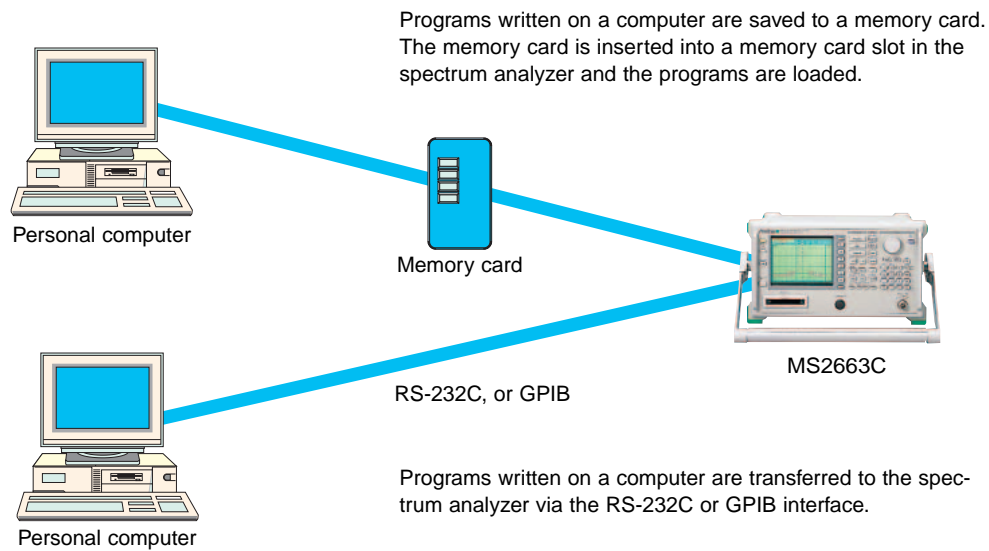 Programs written on a computer are saved to a memory card.
The memory card is inserted into a memory card slot in the
spectrum analyzer and the programs are loaded.
Personal computer
Memory card
MS2663C
RS-232C, or GPIB
Programs written on a computer are transferred to the spec-
trum analyzer via the RS-232C or GPIB interface.
Personal computer